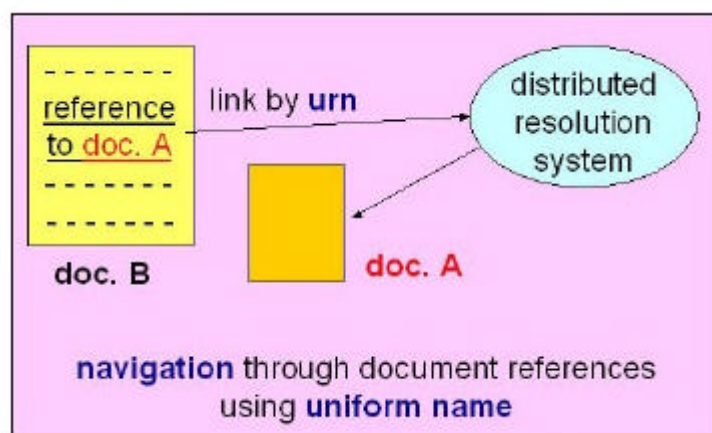 - - - - - - -
reference
to doc. A
- - - - - - -
- - - - - - -
doc. B
link by urn
distributed
resolution
system
doc. A
navigation through document references
using uniform name